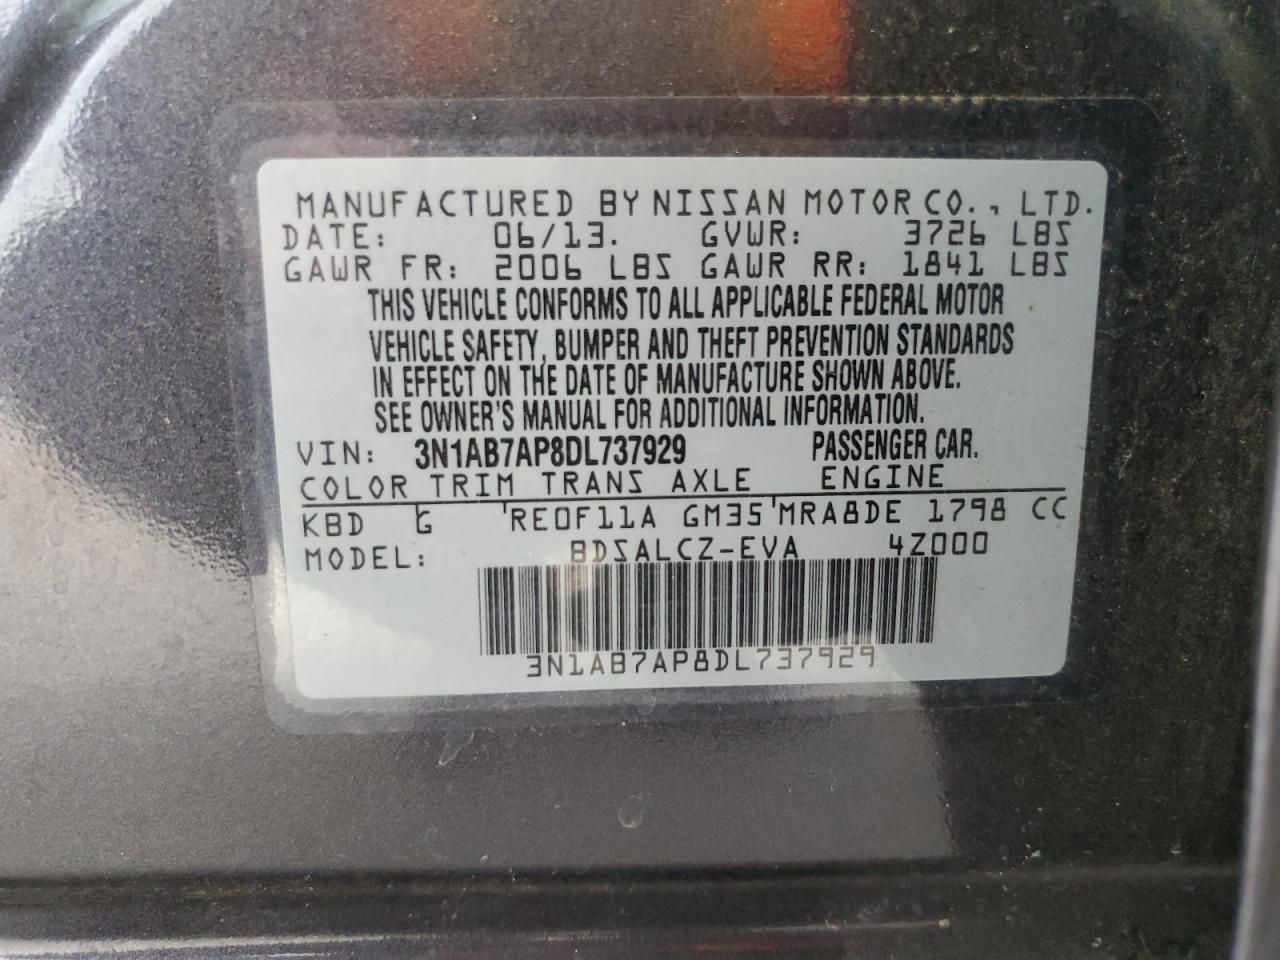 MANUFACTURED BY NISSAN MOTOR CO., LTD.
DATE: 06/13. GVWR: 3726 LBS
GAWR FR: 2006 LBS GAWR RR: 1841 LBS
THIS VEHICLE CONFORMS TO ALL APPLICABLE FEDERAL MOTOR
VEHICLE SAFETY, BUMPER AND THEFT PREVENTION STANDARDS
IN EFFECT ON THE DATE OF MANUFACTURE SHOWN ABOVE.
SEE OWNER'S MANUAL FOR ADDITIONAL INFORMATION.
VIN: 3N1AB7AP8DL737929 PASSENGER CAR.
COLOR TRIM TRANS AXLE ENGINE
KBD G RE0F11A GM35 MRA8DE 1798 CC
MODEL: BDSALCZ-EVA 4Z000
3N1AB7AP8DL737929